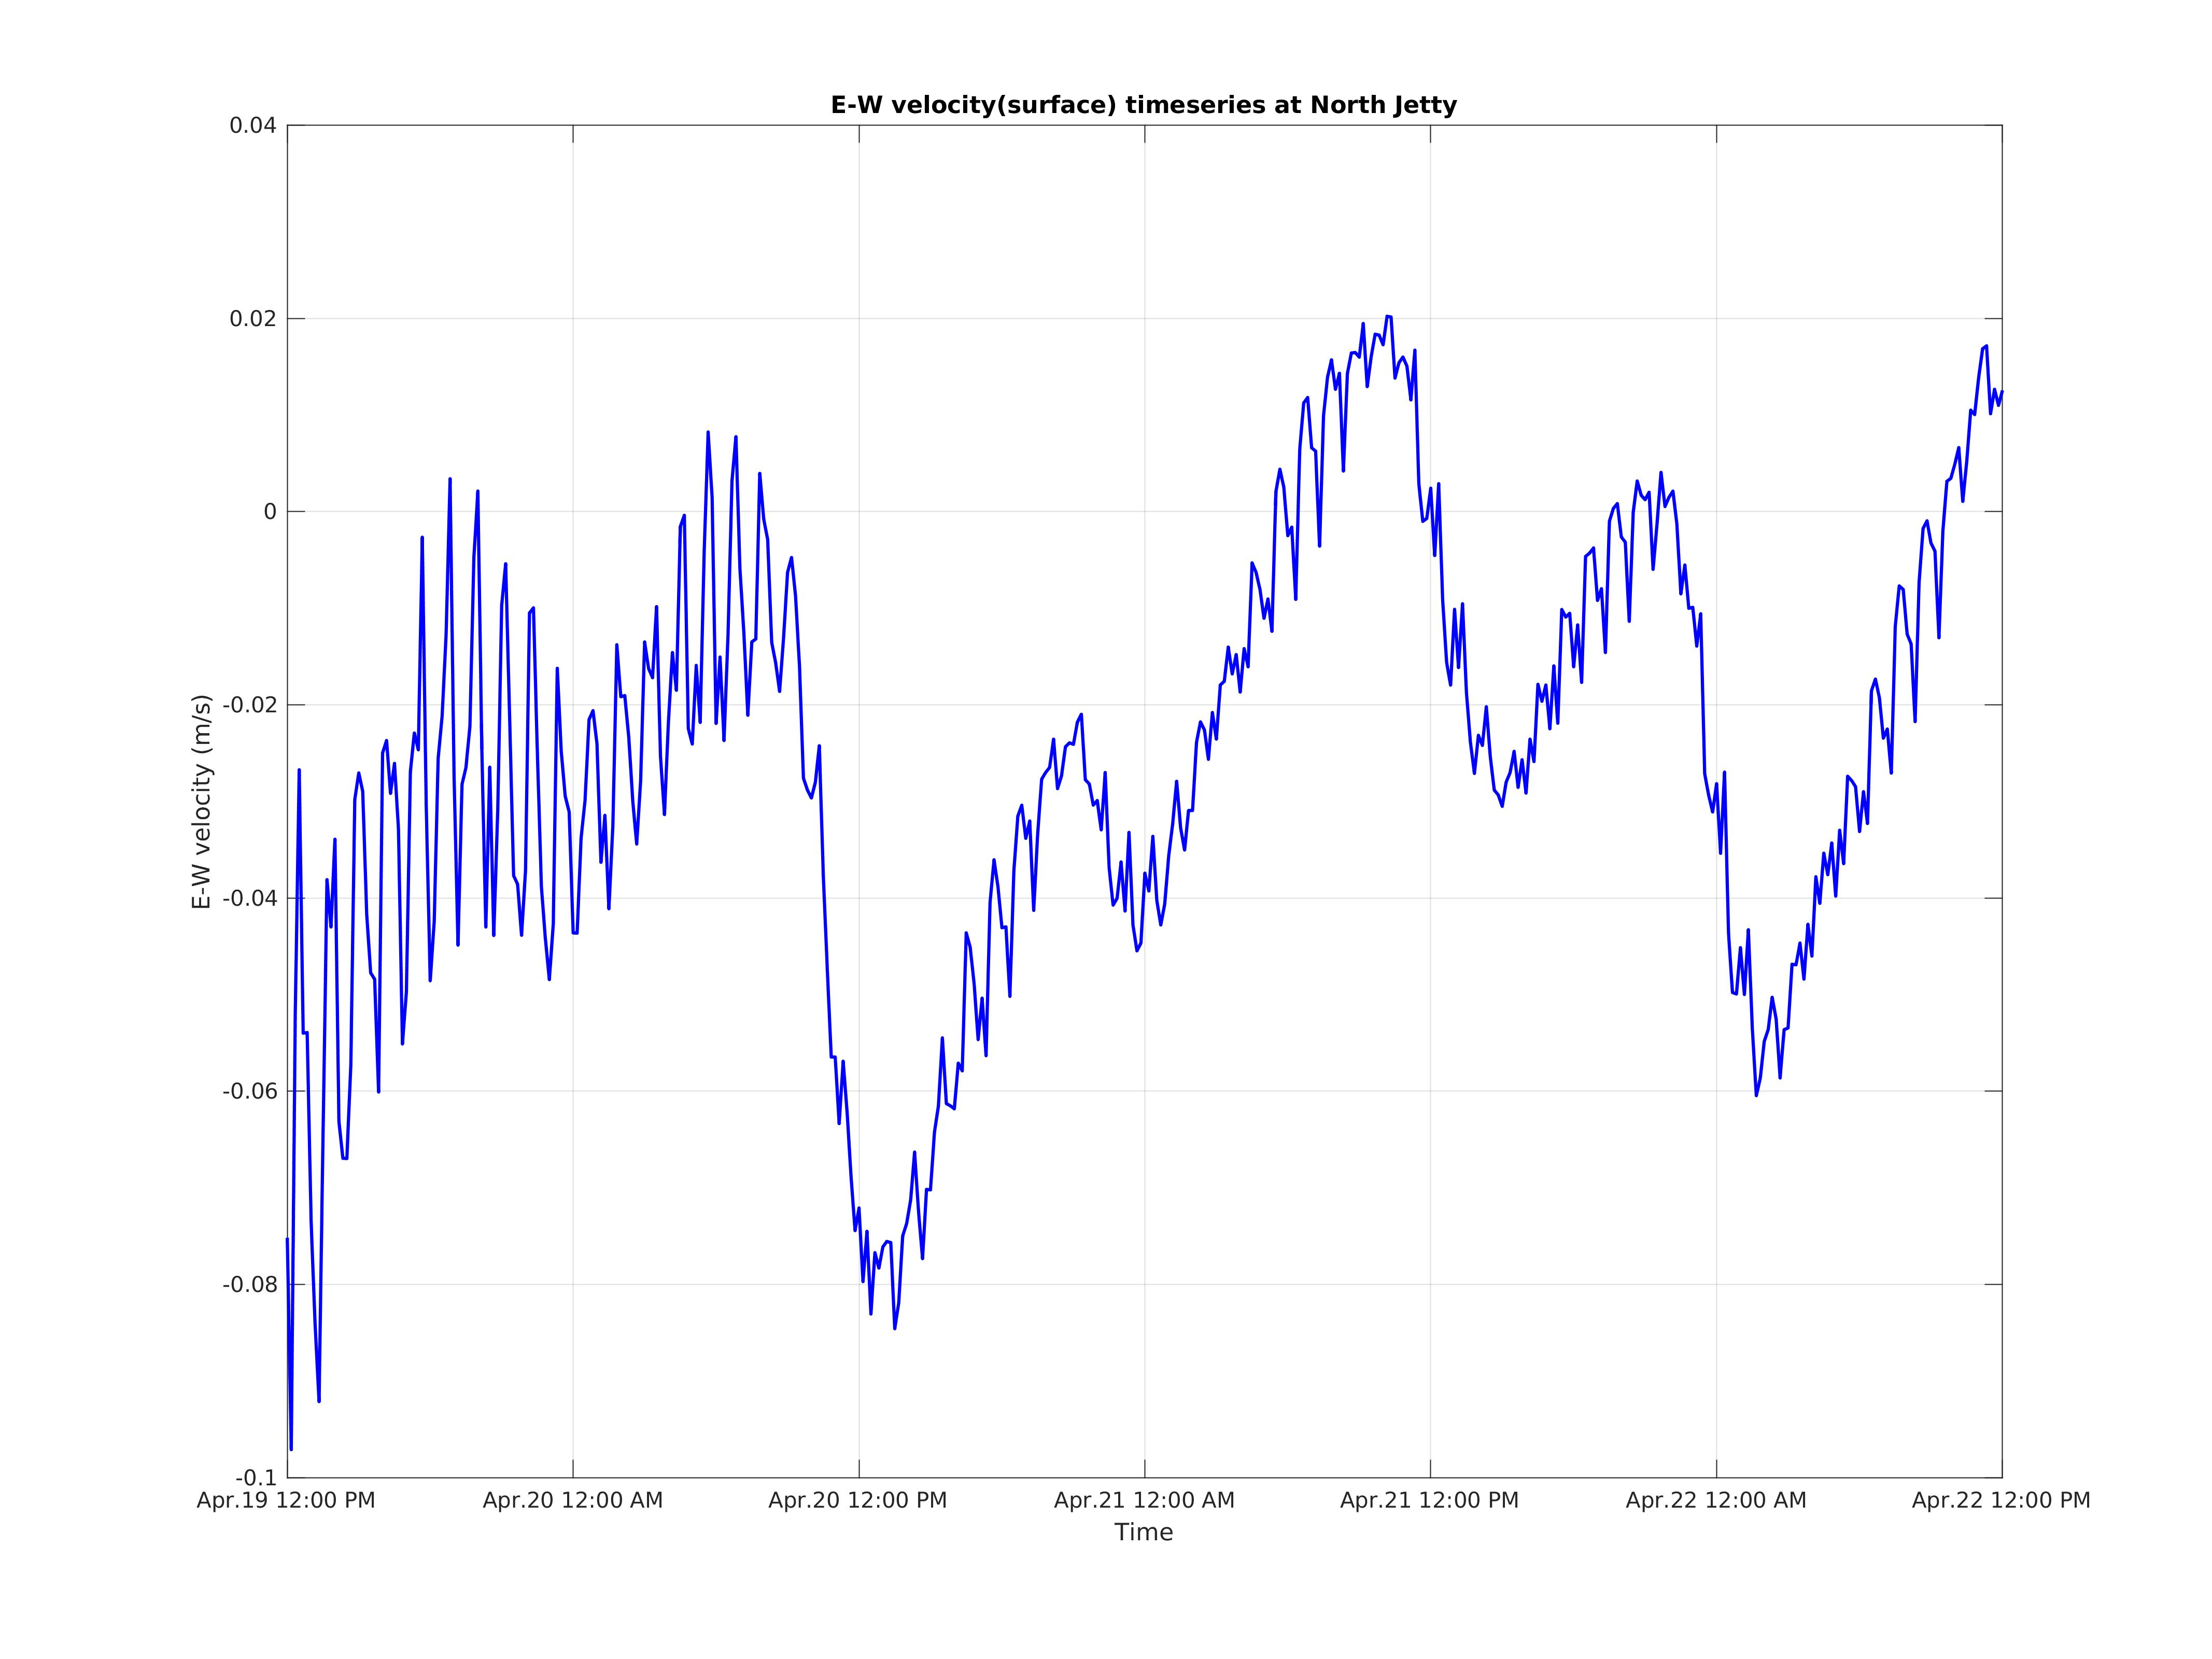 E-W velocity(surface) timeseries at North Jetty
0.04
0.02
0
-0.02
-0.04
-0.06
-0.08
-0.1
E-W velocity (m/s)
Apr.19 12:00 PM Apr.20 12:00 AM Apr.20 12:00 PM Apr.21 12:00 AM Apr.21 12:00 PM Apr.22 12:00 AM Apr.22 12:00 PM
Time